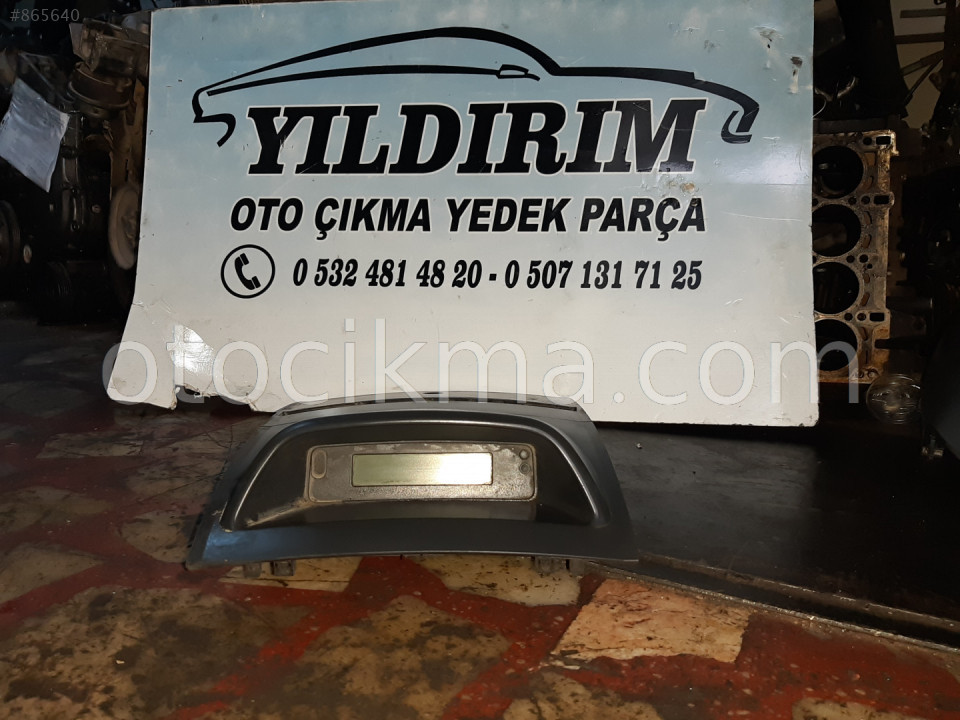 #865640
YILDIRIM
OTO ÇIKMA YEDEK PARÇA
0 532 481 48 20 - 0 507 131 71 25
otocikma.com